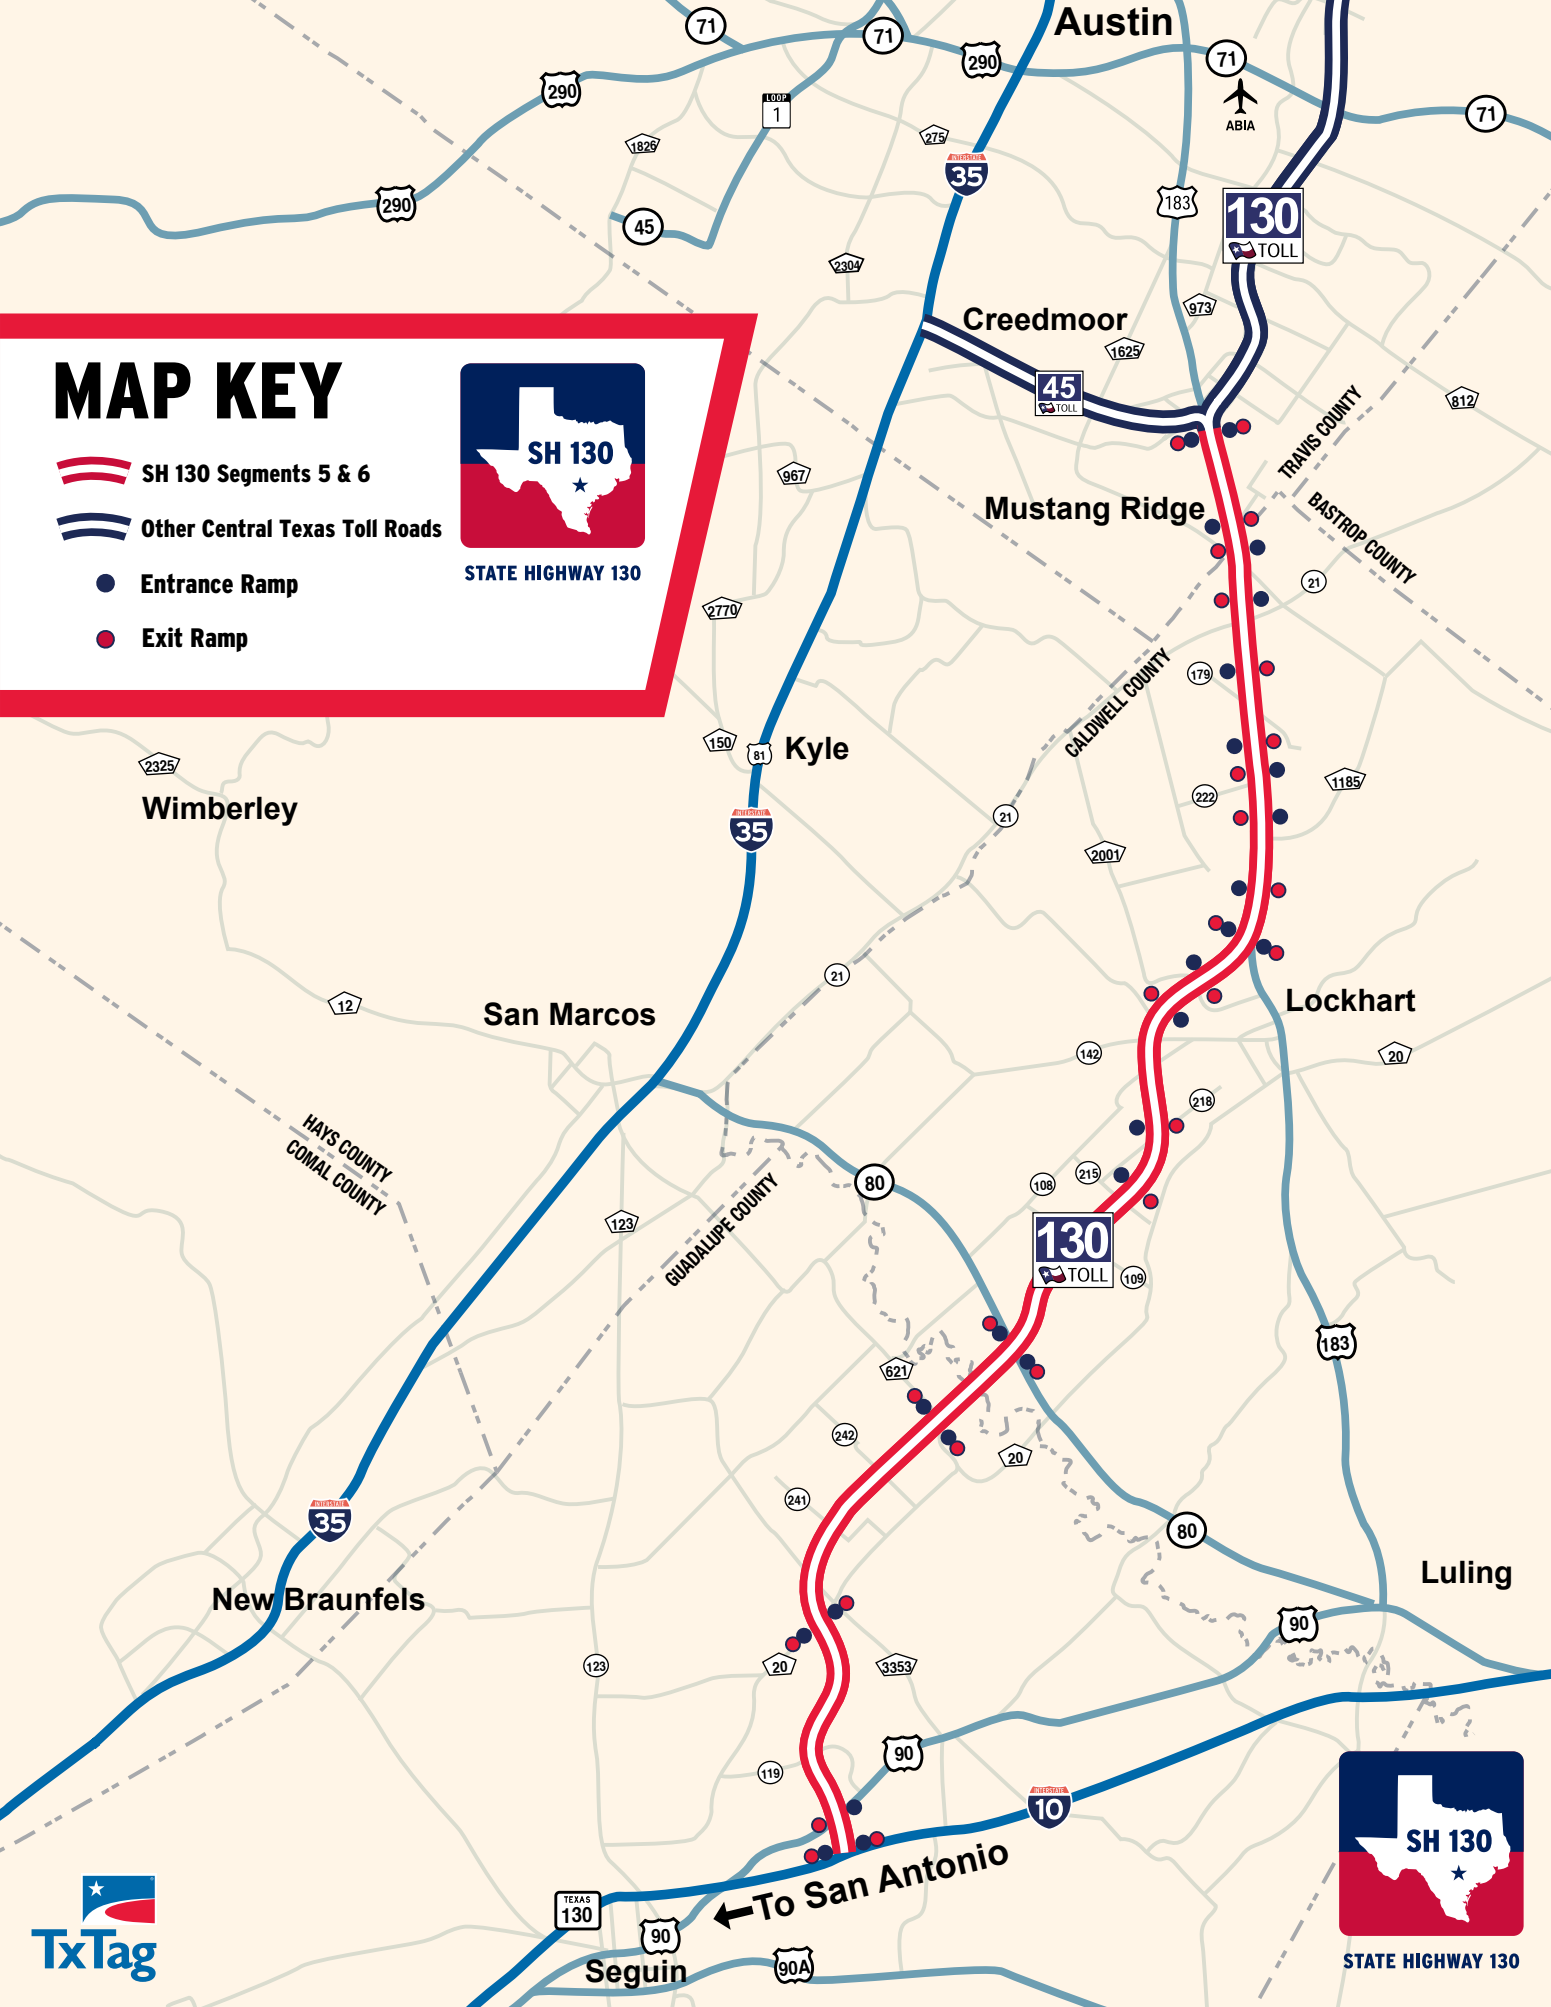 Austin
71
71
290
71
290
LOOP
1
ABIA
71
275
1826
INTERSTATE
35
290
183
130
TOLL
45
2304
973
Creedmoor
1625
45
TOLL
812
MAP KEY
SH 130 Segments 5 & 6
Other Central Texas Toll Roads
Entrance Ramp
Exit Ramp
SH 130
STATE HIGHWAY 130
TRAVIS COUNTY
967
Mustang Ridge
BASTROP COUNTY
21
2770
179
CALDWELL COUNTY
150
81
Kyle
2325
Wimberley
1185
222
INTERSTATE
35
21
2001
21
12
San Marcos
Lockhart
142
20
218
HAYS COUNTY
COMAL COUNTY
80
215
108
123
GUADALUPE COUNTY
130
TOLL
109
183
621
242
20
241
INTERSTATE
35
80
Luling
New Braunfels
90
123
20
3353
90
119
INTERSTATE
10
SH 130
STATE HIGHWAY 130
To San Antonio
TEXAS
130
90
Seguin
90A
TxTag